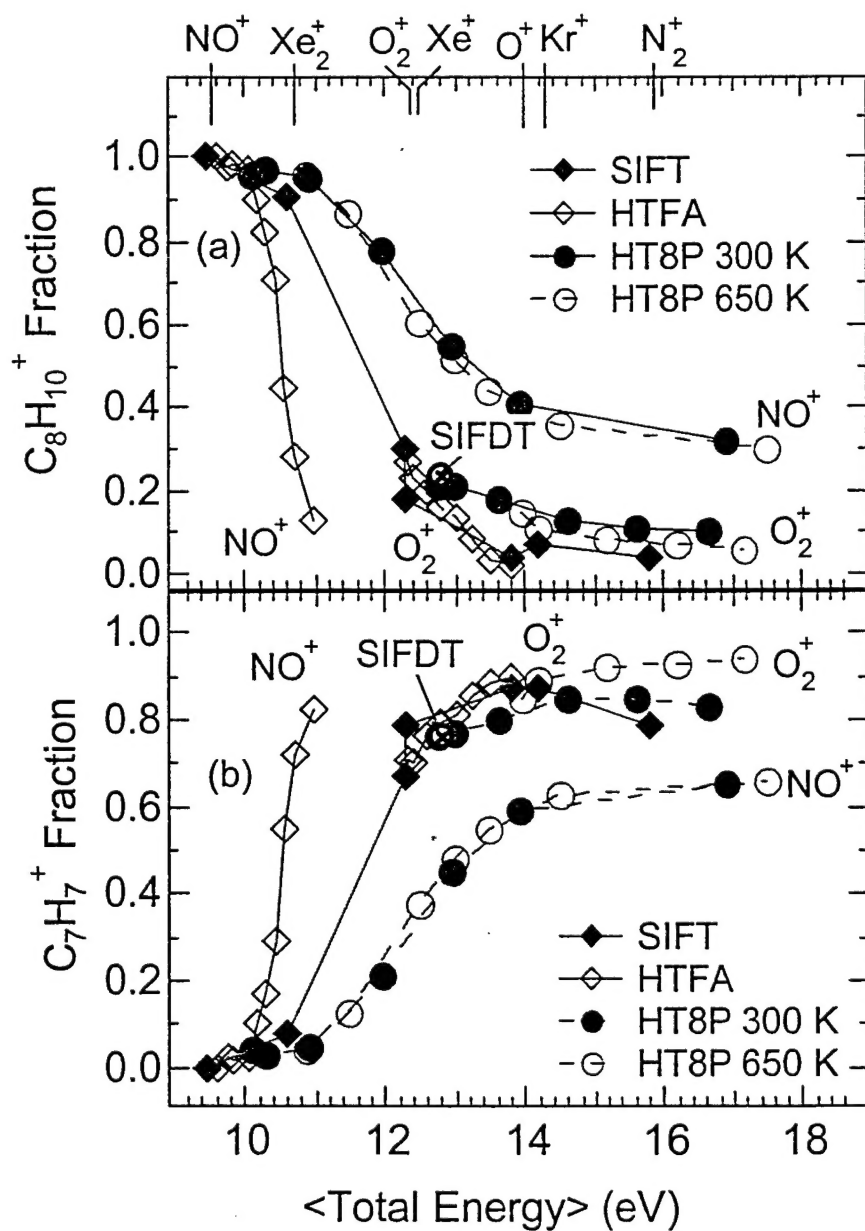 NO⁺ Xe₂⁺ O₂⁺ Xe⁺ O⁺ Kr⁺ N₂⁺
1.0
0.8
0.6
0.4
0.2
0.0
C₈H₁₀⁺ Fraction
(a)
SIFT
HTFA
HT8P 300 K
HT8P 650 K
NO⁺
SIFDT
NO⁺
O₂⁺
O₂⁺
1.0
0.8
0.6
0.4
0.2
0.0
C₇H₇⁺ Fraction
NO⁺
SIFDT
O₂⁺
O₂⁺
(b)
NO⁺
SIFT
HTFA
HT8P 300 K
HT8P 650 K
10 12 14 16 18
<Total Energy> (eV)